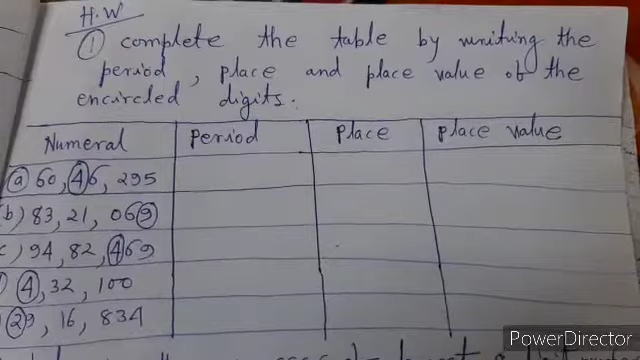 H.W
① complete the table by writing the
period, place and place value of the
encircled digits.
Numeral Period Place place value
ⓐ 60,46,295
b) 83,21,069
c) 94,82,469
4,32,100
23,16,834
PowerDirector